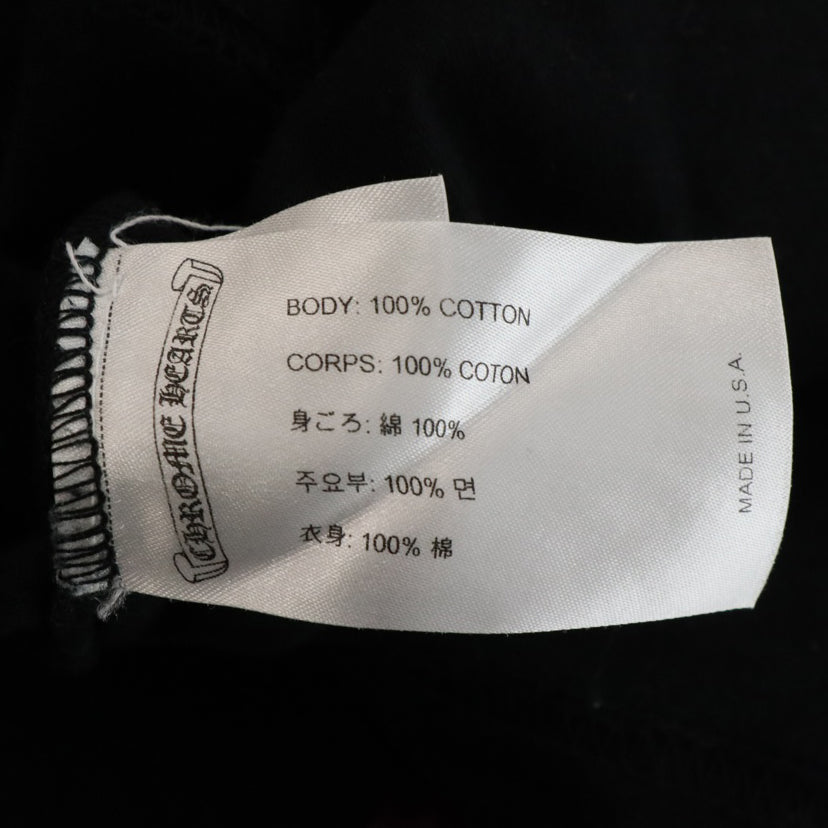 CHROME HEARTS
BODY: 100% COTTON
CORPS: 100% COTON
身ごろ: 綿 100%
주요부: 100% 면
衣身: 100% 棉
MADE IN U.S.A.